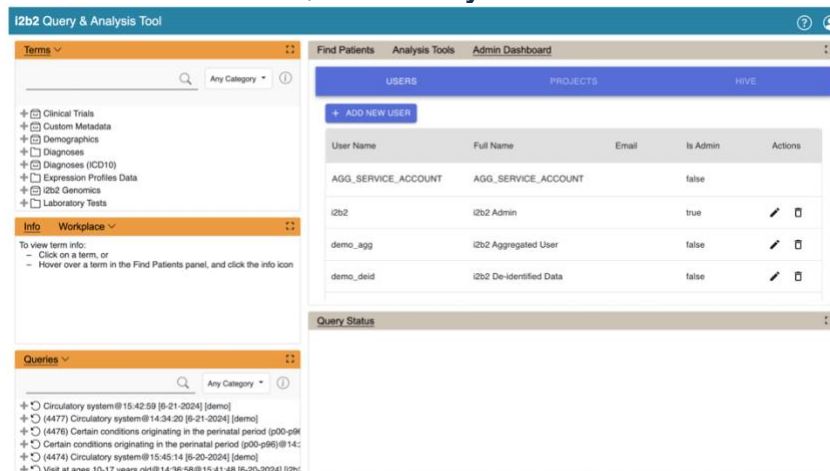 i2b2 Query & Analysis Tool
Terms
Any Category
Clinical Trials
Custom Metadata
Demographics
Diagnoses
Diagnoses (ICD10)
Expression Profiles Data
i2b2 Genomics
Laboratory Tests
Info Workplace
To view term info:
– Click on a term, or
– Hover over a term in the Find Patients panel, and click the info icon
Queries
Any Category
Circulatory system@15:42:59 [6-21-2024] [demo]
(4477) Circulatory system@14:34:20 [6-21-2024] [demo]
(4476) Certain conditions originating in the perinatal period (p00-p96
Certain conditions originating in the perinatal period (p00-p96)@14:
(4474) Circulatory system@15:45:14 [6-20-2024] [demo]
Visit at ages 10-17 years old@14:36:58@15:41:48 [6-20-2024] [i2b
Find Patients Analysis Tools Admin Dashboard
USERS PROJECTS HIVE
+ ADD NEW USER
User Name Full Name Email Is Admin Actions
AGG_SERVICE_ACCOUNT AGG_SERVICE_ACCOUNT false
i2b2 i2b2 Admin true
demo_agg i2b2 Aggregated User false
demo_deid i2b2 De-identified Data false
Query Status